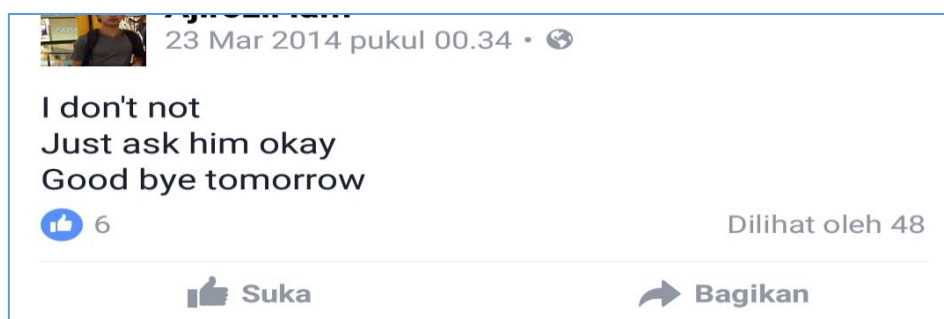 23 Mar 2014 pukul 00.34 •
I don't not
Just ask him okay
Good bye tomorrow
6
Dilihat oleh 48
Suka
Bagikan